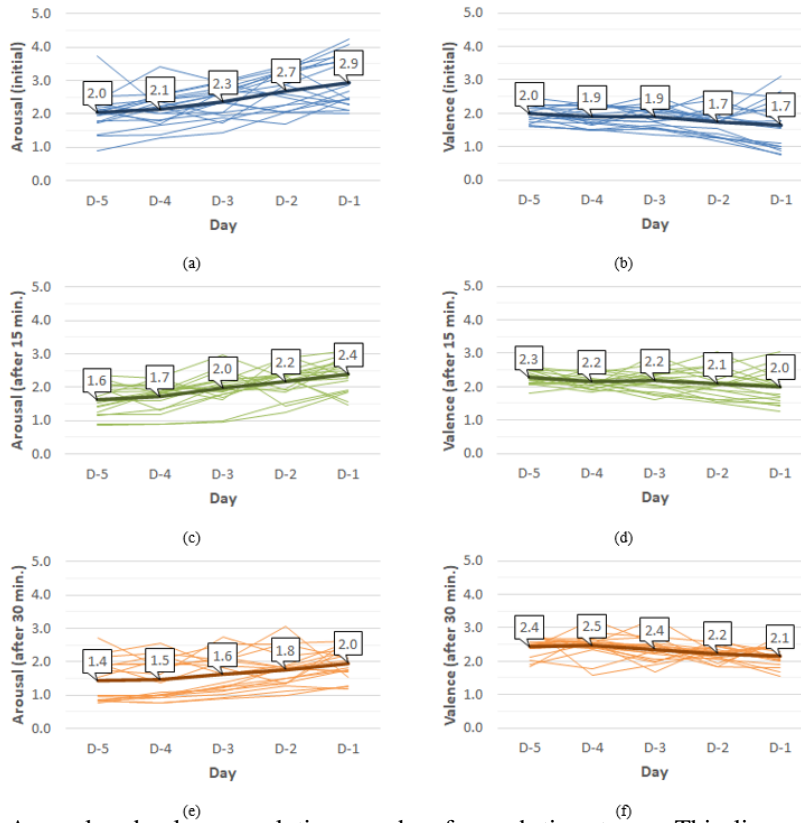 Arousal (initial)
5.0
4.0
3.0
2.0
1.0
0.0
2.0
2.1
2.3
2.7
2.9
D-5 D-4 D-3 D-2 D-1
Day
(a)
Valence (initial)
5.0
4.0
3.0
2.0
1.0
0.0
2.0
1.9
1.9
1.7
1.7
D-5 D-4 D-3 D-2 D-1
Day
(b)
Arousal (after 15 min.)
5.0
4.0
3.0
2.0
1.0
0.0
1.6
1.7
2.0
2.2
2.4
D-5 D-4 D-3 D-2 D-1
Day
(c)
Valence (after 15 min.)
5.0
4.0
3.0
2.0
1.0
0.0
2.3
2.2
2.2
2.1
2.0
D-5 D-4 D-3 D-2 D-1
Day
(d)
Arousal (after 30 min.)
5.0
4.0
3.0
2.0
1.0
0.0
1.4
1.5
1.6
1.8
2.0
D-5 D-4 D-3 D-2 D-1
Day
(e)
Valence (after 30 min.)
5.0
4.0
3.0
2.0
1.0
0.0
2.4
2.5
2.4
2.2
2.1
D-5 D-4 D-3 D-2 D-1
Day
(f)